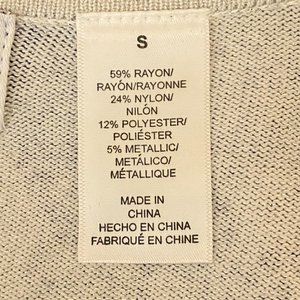 S
59% RAYON/
RAYÓN/RAYONNE
24% NYLON/
NILÓN
12% POLYESTER/
POLIÉSTER
5% METALLIC/
METÁLICO/
MÉTALLIQUE
MADE IN
CHINA
HECHO EN CHINA
FABRIQUÉ EN CHINE